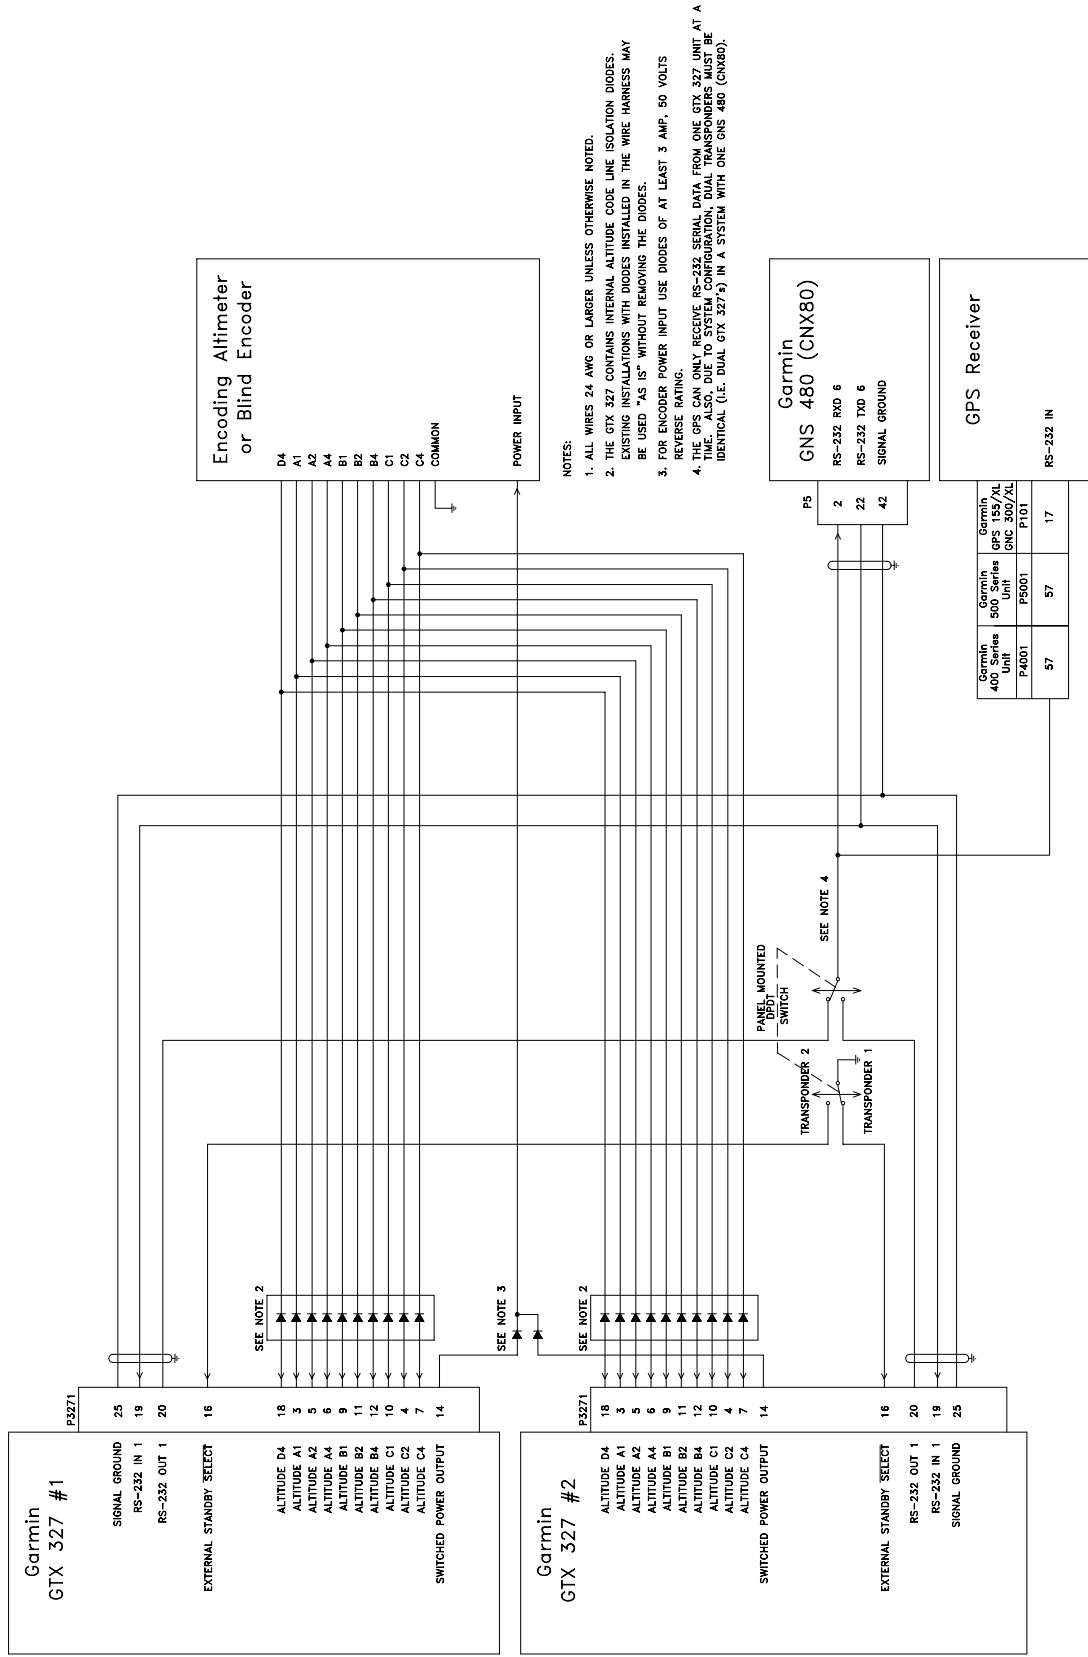 Garmin
GTX 327 #1
P3271
SIGNAL GROUND 25
RS-232 IN 1 19
RS-232 OUT 1 20
EXTERNAL STANDBY SELECT 16
ALTITUDE D4 18
ALTITUDE A1 3
ALTITUDE A2 5
ALTITUDE A4 6
ALTITUDE B1 9
ALTITUDE B2 11
ALTITUDE B4 12
ALTITUDE C1 10
ALTITUDE C2 4
ALTITUDE C4 7
SWITCHED POWER OUTPUT 14
SEE NOTE 2
SEE NOTE 3
Garmin
GTX 327 #2
P3271
ALTITUDE D4 18
ALTITUDE A1 3
ALTITUDE A2 5
ALTITUDE A4 6
ALTITUDE B1 9
ALTITUDE B2 11
ALTITUDE B4 12
ALTITUDE C1 10
ALTITUDE C2 4
ALTITUDE C4 7
SWITCHED POWER OUTPUT 14
EXTERNAL STANDBY SELECT 16
RS-232 OUT 1 20
RS-232 IN 1 19
SIGNAL GROUND 25
SEE NOTE 2
TRANSPONDER 2
TRANSPONDER 1
PANEL MOUNTED
DPDT
SWITCH
SEE NOTE 4
Encoding Altimeter
or Blind Encoder
D4
A1
A2
A4
B1
B2
B4
C1
C2
C4
COMMON
POWER INPUT
NOTES:
1. ALL WIRES 24 AWG OR LARGER UNLESS OTHERWISE NOTED.
2. THE GTX 327 CONTAINS INTERNAL ALTITUDE CODE LINE ISOLATION DIODES.
EXISTING INSTALLATIONS WITH DIODES INSTALLED IN THE WIRE HARNESS MAY
BE USED "AS IS" WITHOUT REMOVING THE DIODES.
3. FOR ENCODER POWER INPUT USE DIODES OF AT LEAST 3 AMP, 50 VOLTS
REVERSE RATING.
4. THE GPS CAN ONLY RECEIVE RS-232 SERIAL DATA FROM ONE GTX 327 UNIT AT A
TIME. ALSO, DUE TO SYSTEM CONFIGURATION, DUAL TRANSPONDERS MUST BE
IDENTICAL (I.E. DUAL GTX 327's) IN A SYSTEM WITH ONE GNS 480 (CNX80).
Garmin
GNS 480 (CNX80)
P5
2 RS-232 RXD 6
22 RS-232 TXD 6
42 SIGNAL GROUND
GPS Receiver
RS-232 IN
Garmin
400 Series
Unit
P4001
57
Garmin
500 Series
Unit
P5001
57
Garmin
GPS 155/XL
GNC 300/XL
P101
17